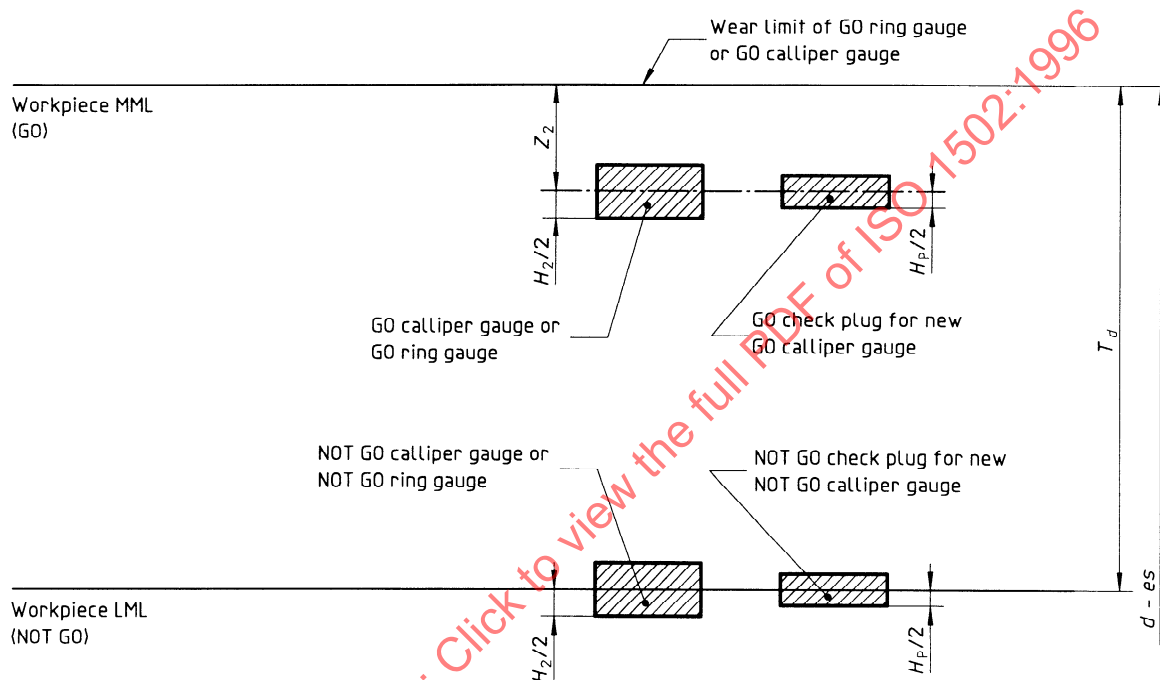 Wear limit of GO ring gauge
or GO calliper gauge
Workpiece MML
(GO)
Z₂
H₂/2
Hₚ/2
GO calliper gauge or
GO ring gauge
GO check plug for new
GO calliper gauge
T_d
NOT GO calliper gauge or
NOT GO ring gauge
NOT GO check plug for new
NOT GO calliper gauge
Workpiece LML
(NOT GO)
H₂/2
Hₚ/2
d - es
: Click to view the full PDF of ISO 1502:1996